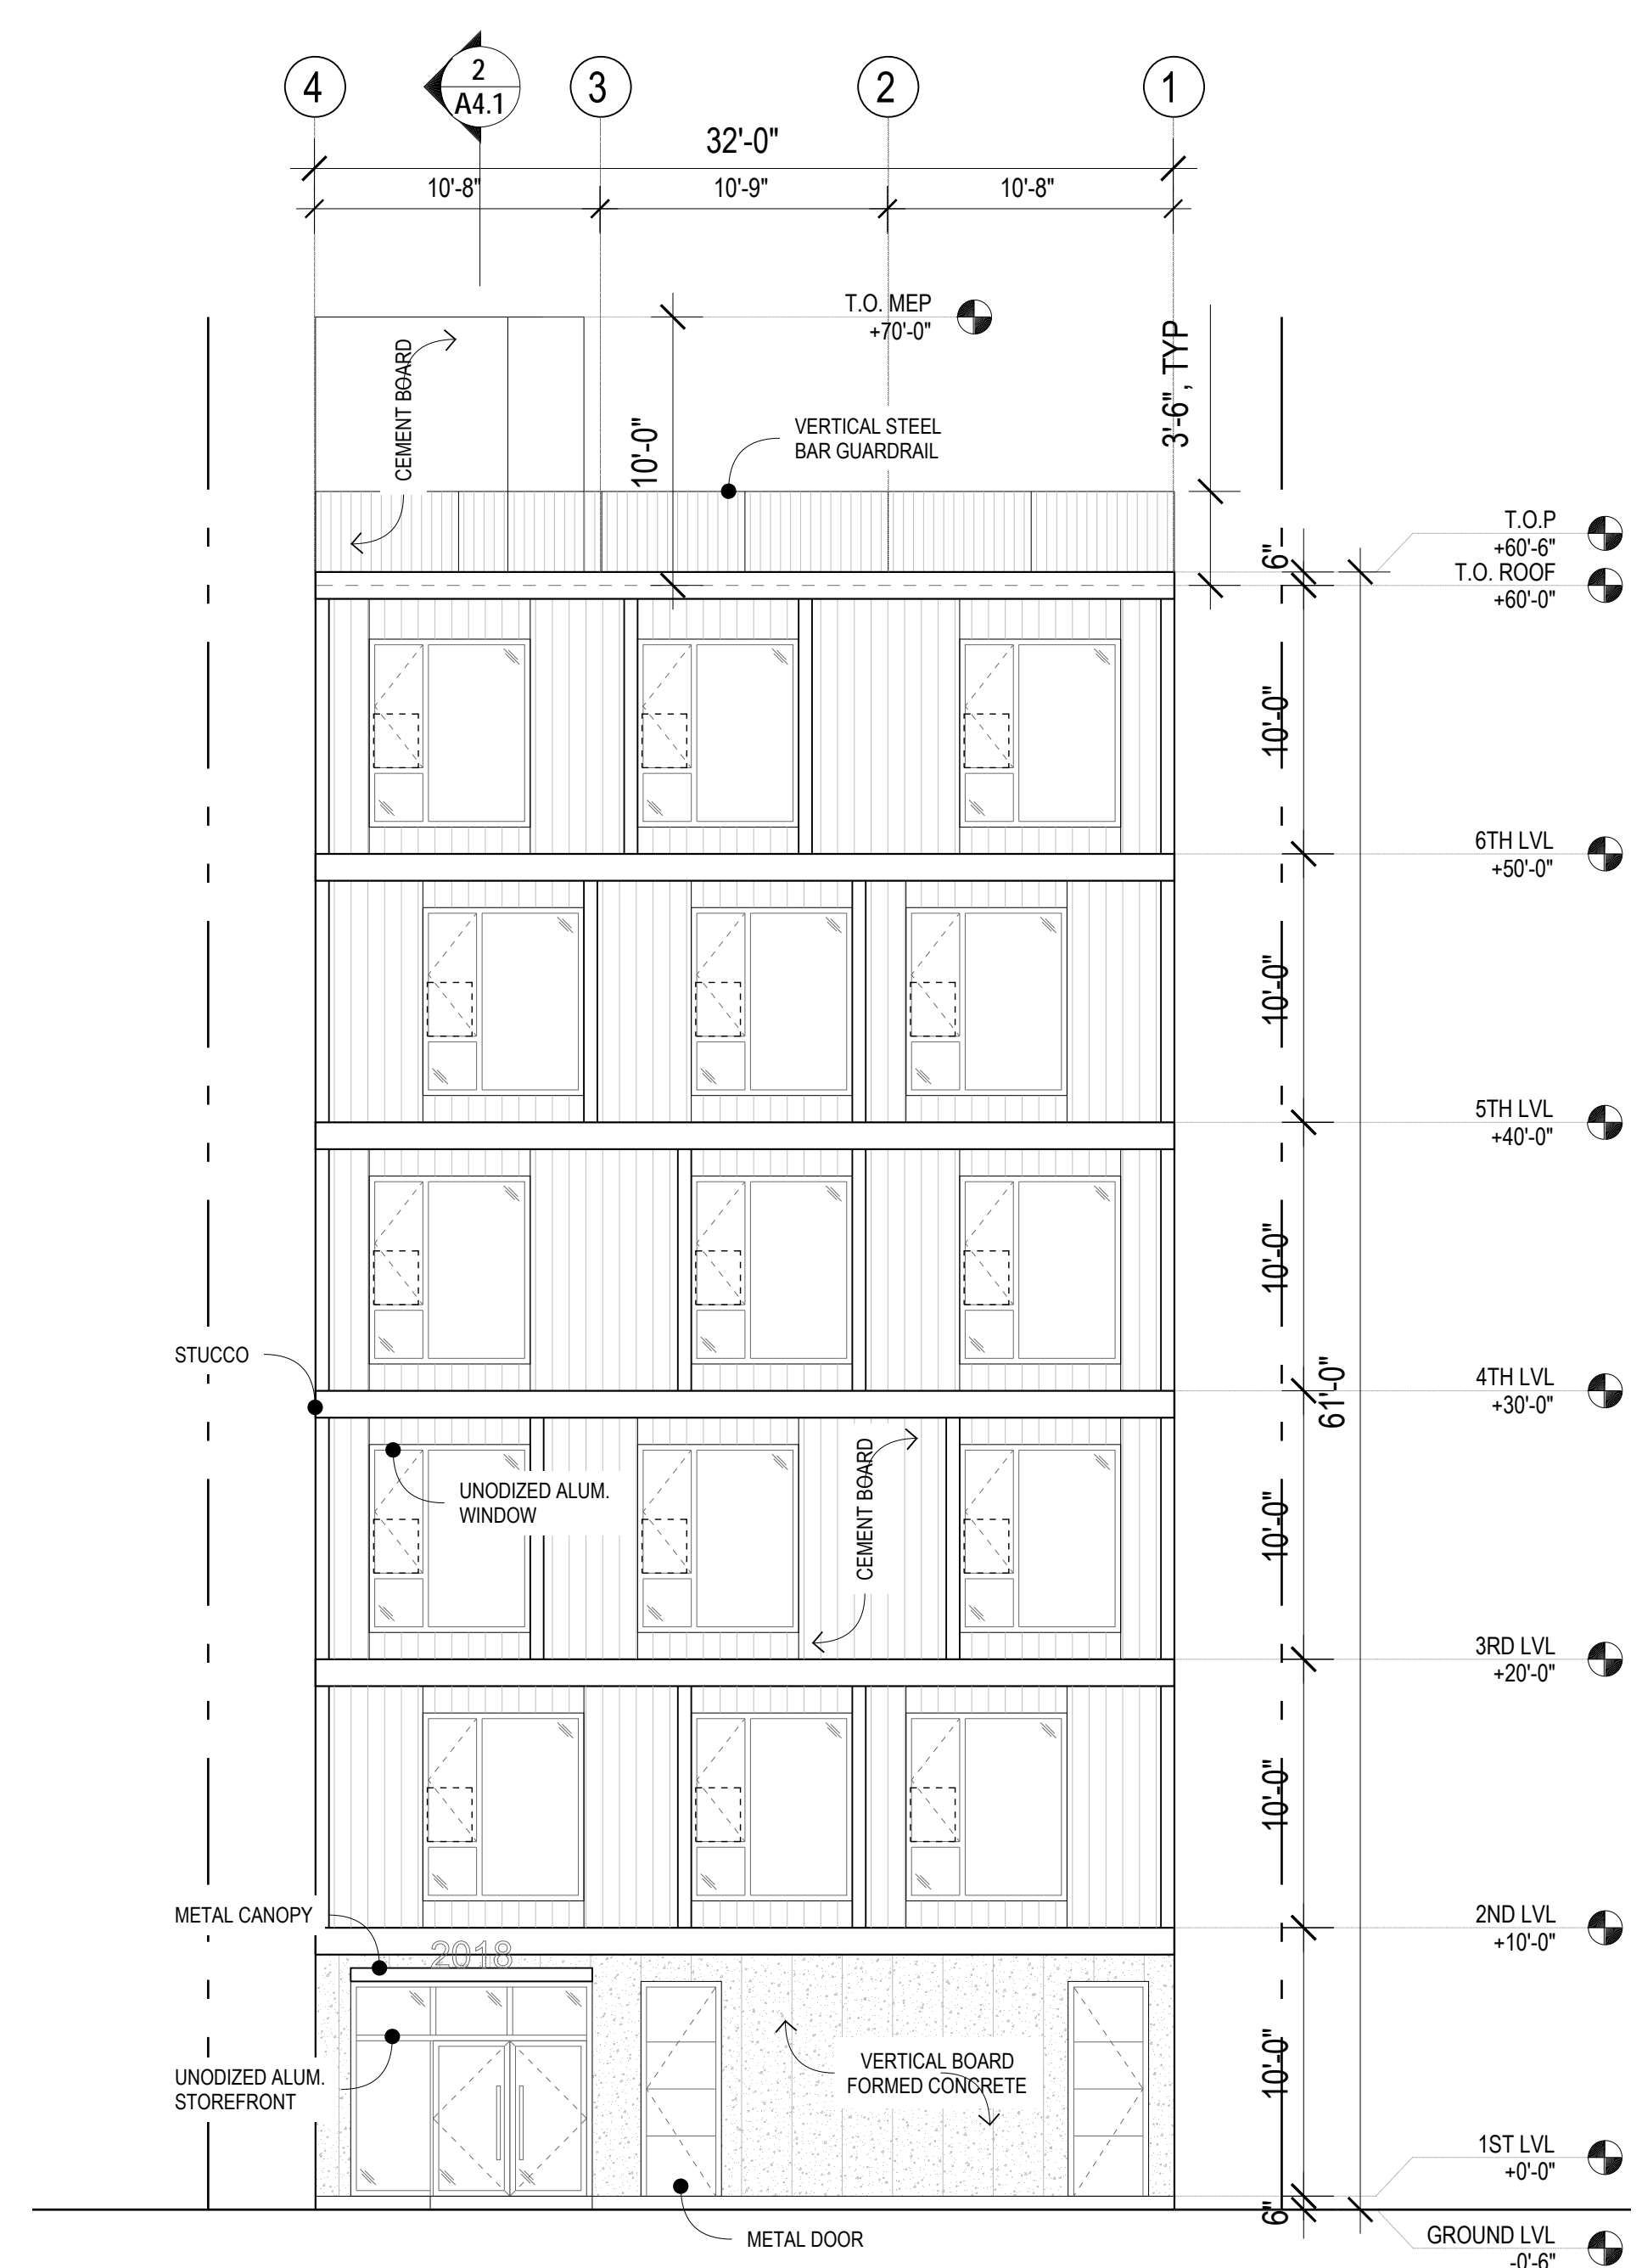 4
2
A4.1
3
2
1
32'-0"
10'-8"
10'-9"
10'-8"
T.O. MEP
+70'-0"
CEMENT BOARD
10'-0"
VERTICAL STEEL
BAR GUARDRAIL
3'-6", TYP
T.O.P
+60'-6"
6"
T.O. ROOF
+60'-0"
10'-0"
6TH LVL
+50'-0"
10'-0"
5TH LVL
+40'-0"
10'-0"
STUCCO
4TH LVL
+30'-0"
61'-0"
UNODIZED ALUM.
WINDOW
CEMENT BOARD
10'-0"
3RD LVL
+20'-0"
10'-0"
METAL CANOPY
2ND LVL
+10'-0"
2018
UNODIZED ALUM.
STOREFRONT
VERTICAL BOARD
FORMED CONCRETE
10'-0"
1ST LVL
+0'-0"
6"
METAL DOOR
GROUND LVL
-0'-6"